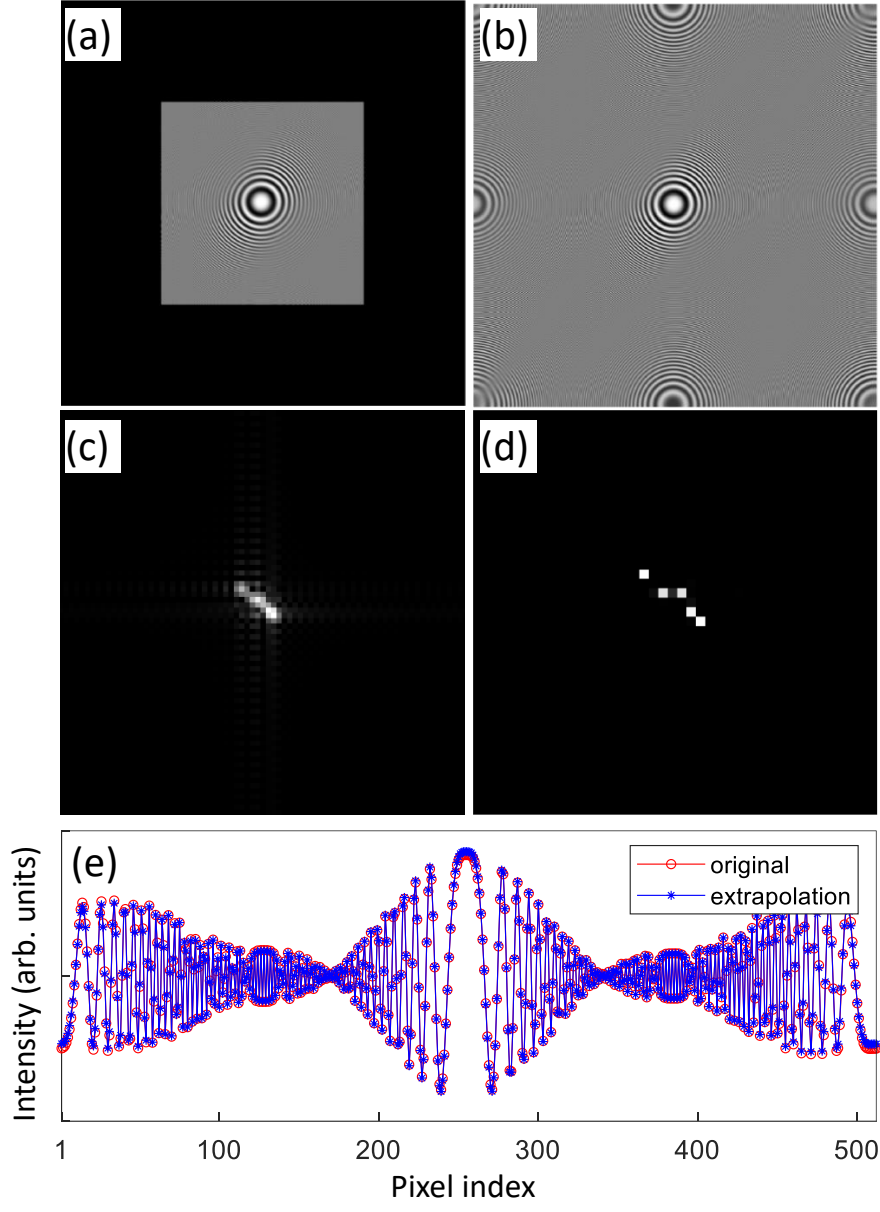 (a)
(b)
(c)
(d)
(e)
original
extrapolation
Intensity (arb. units)
1 100 200 300 400 500
Pixel index